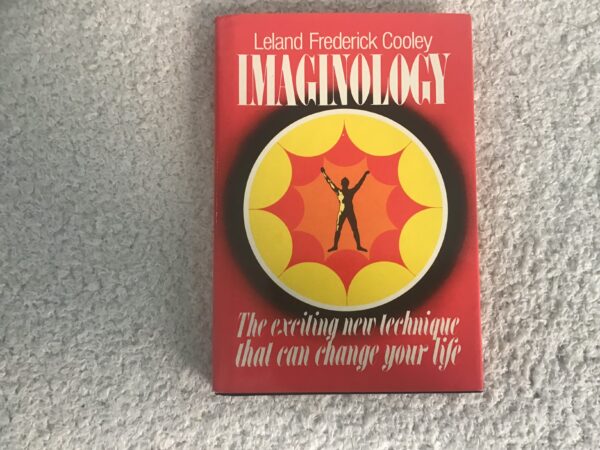 Leland Frederick Cooley
IMAGINOLOGY
The exciting new technique
that can change your life